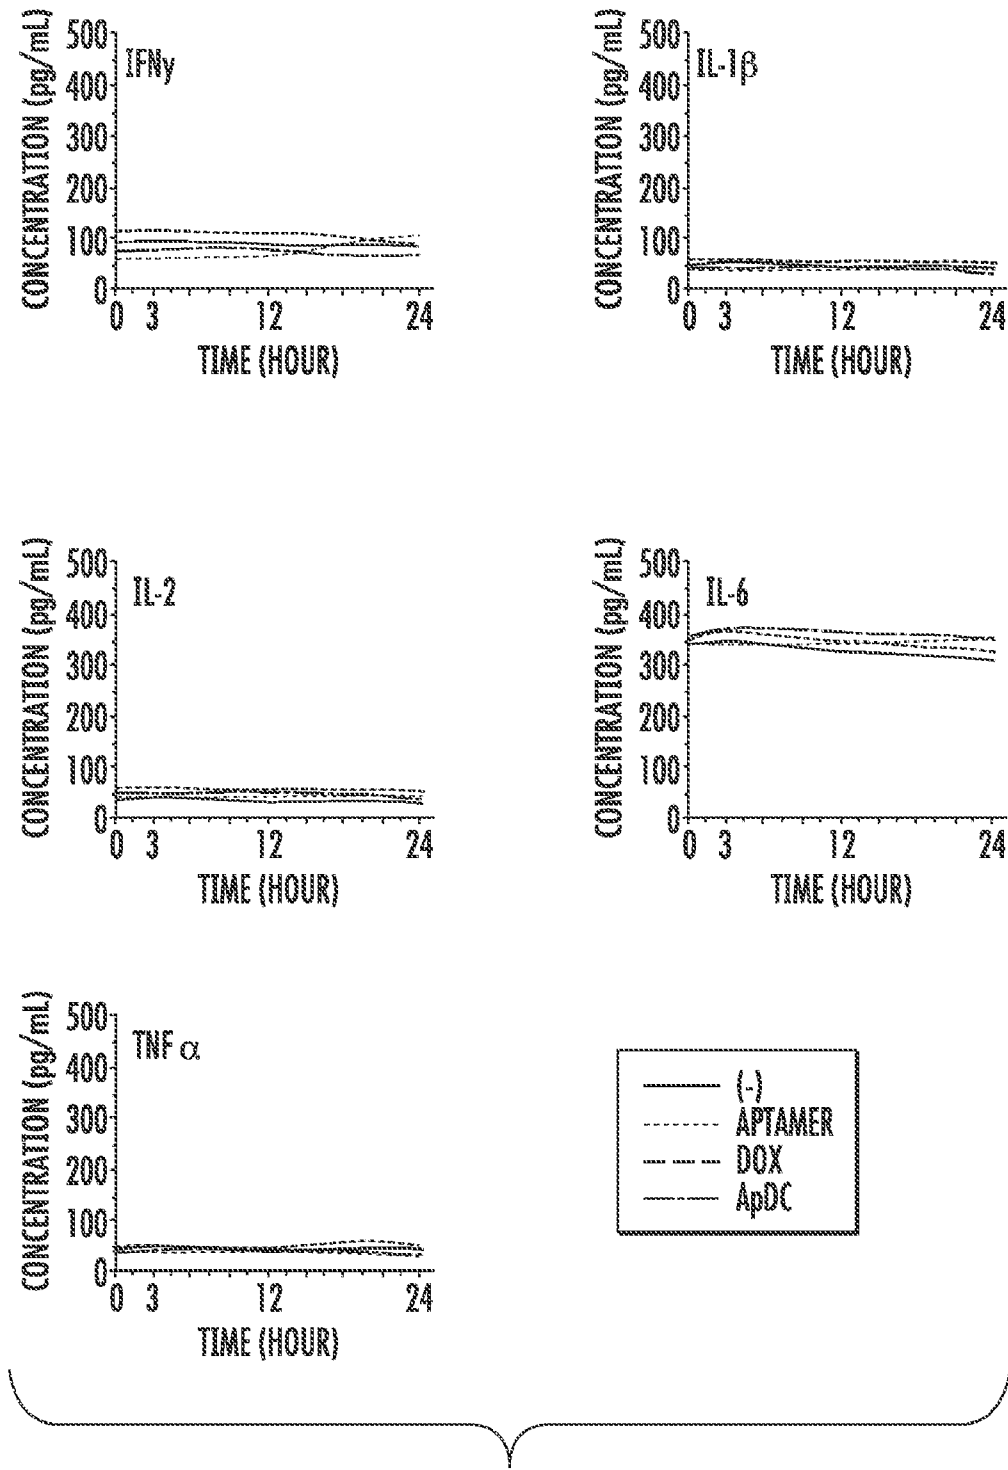 CONCENTRATION (pg/mL)
500
400
300
200
100
0
IFNγ
0 3 12 24
TIME (HOUR)
CONCENTRATION (pg/mL)
500
400
300
200
100
0
IL-1β
0 3 12 24
TIME (HOUR)
CONCENTRATION (pg/mL)
500
400
300
200
100
0
IL-2
0 3 12 24
TIME (HOUR)
CONCENTRATION (pg/mL)
500
400
300
200
100
0
IL-6
0 3 12 24
TIME (HOUR)
CONCENTRATION (pg/mL)
500
400
300
200
100
0
TNF α
0 3 12 24
TIME (HOUR)
(-)
APTAMER
DOX
ApDC